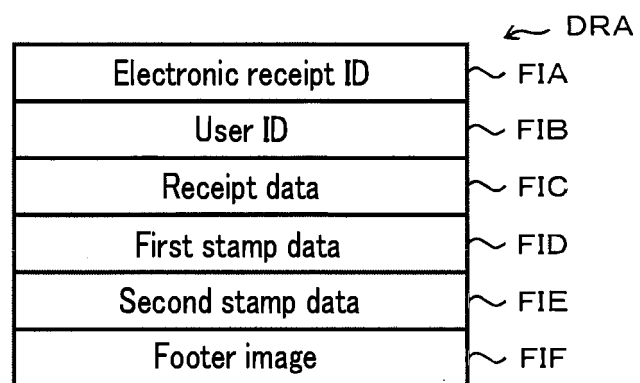 DRA
Electronic receipt ID FIA
User ID FIB
Receipt data FIC
First stamp data FID
Second stamp data FIE
Footer image FIF